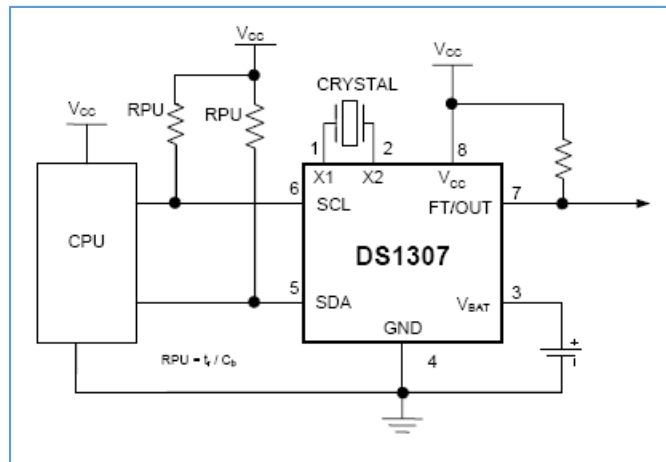 VCC
VCC
RPU
RPU
VCC
CRYSTAL
1
2
8
X1
X2
VCC
6
SCL
FT/OUT
7
CPU
DS1307
5
SDA
VBAT
3
GND
4
RPU = tr / Cb
+